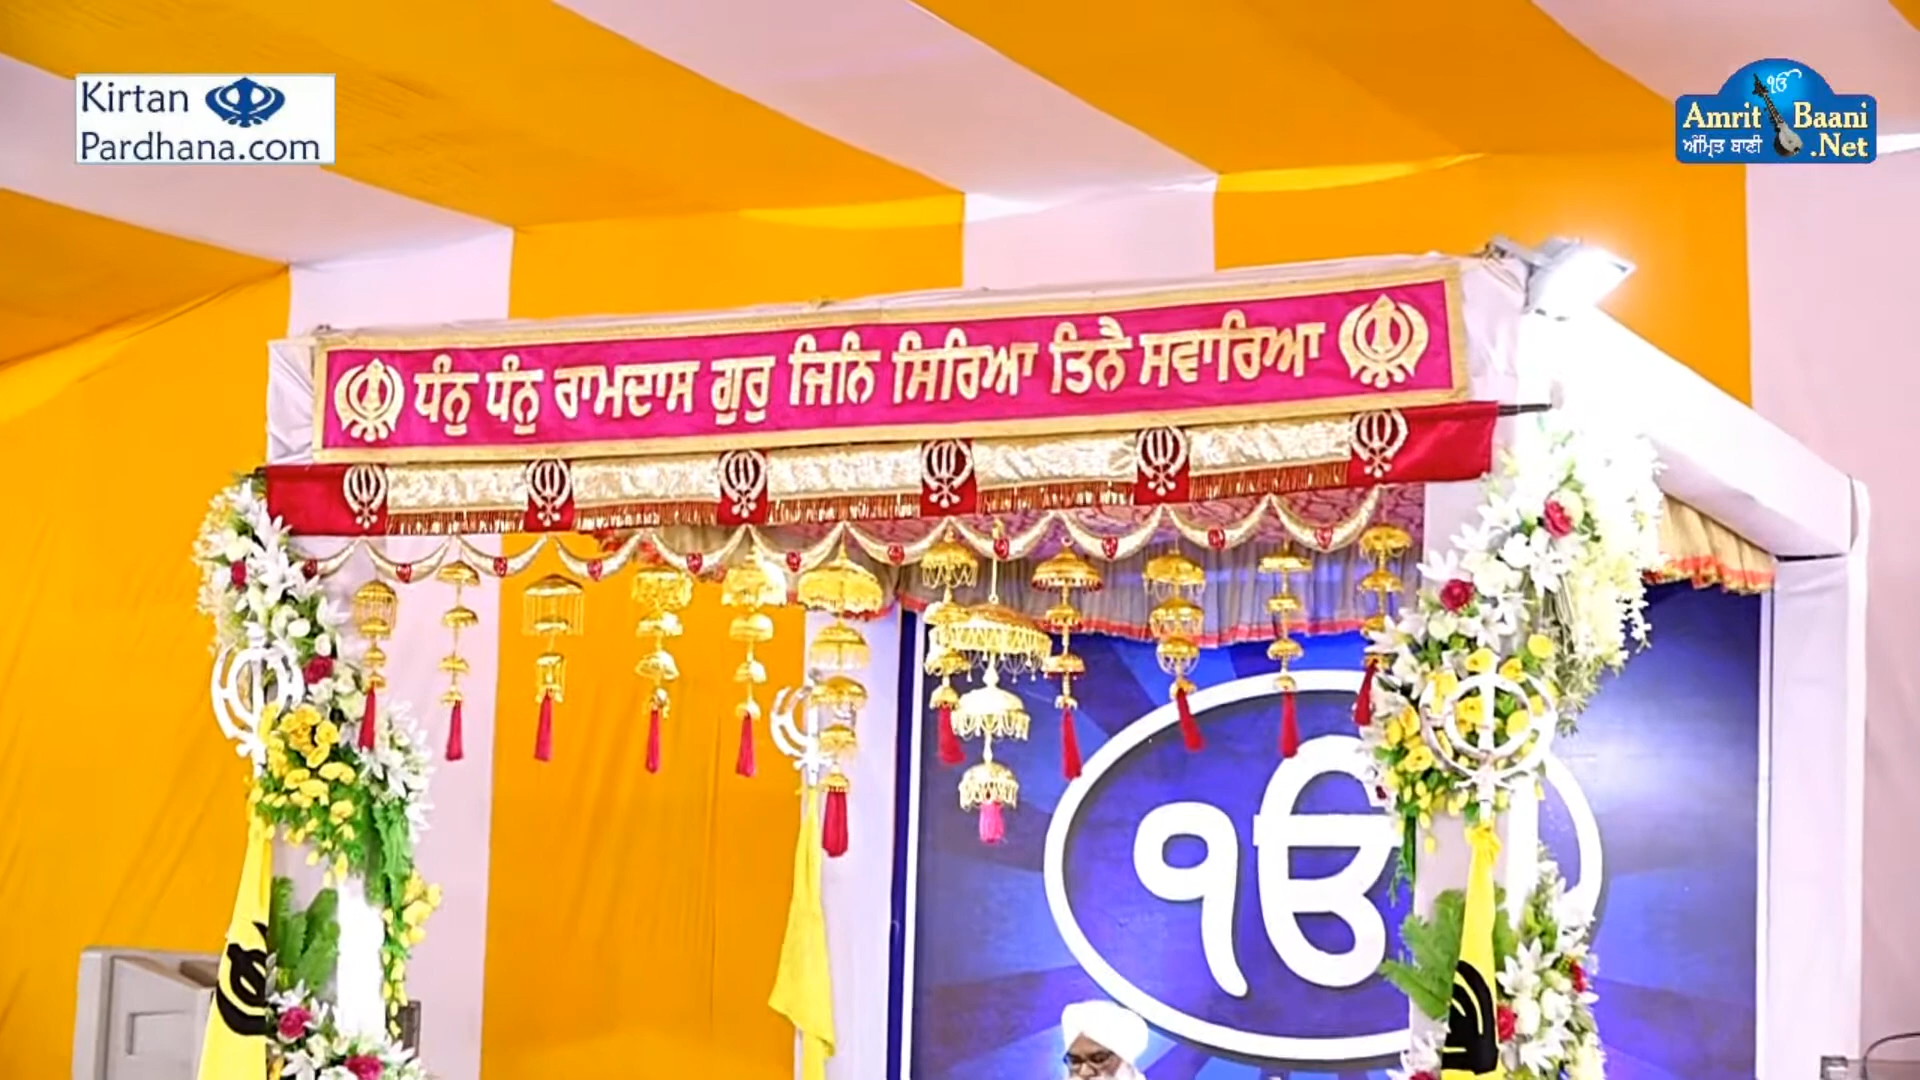 Kirtan
Pardhana.com
ੴ
Amrit Baani
ਅੰਮ੍ਰਿਤ ਬਾਣੀ .Net
ਧੰਨੁ ਧੰਨੁ ਰਾਮਦਾਸ ਗੁਰੁ ਜਿਨਿ ਸਿਰਿਆ ਤਿਨੈ ਸਵਾਰਿਆ
ੴ